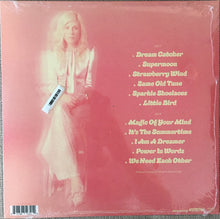 Dream Catcher
Supermoon
Strawberry Wind
Same Old Time
Sparkle Shoelaces
Little Bird
Magic Of Your Mind
It's The Summertime
I Am A Dreamer
Power In Words
We Need Each Other